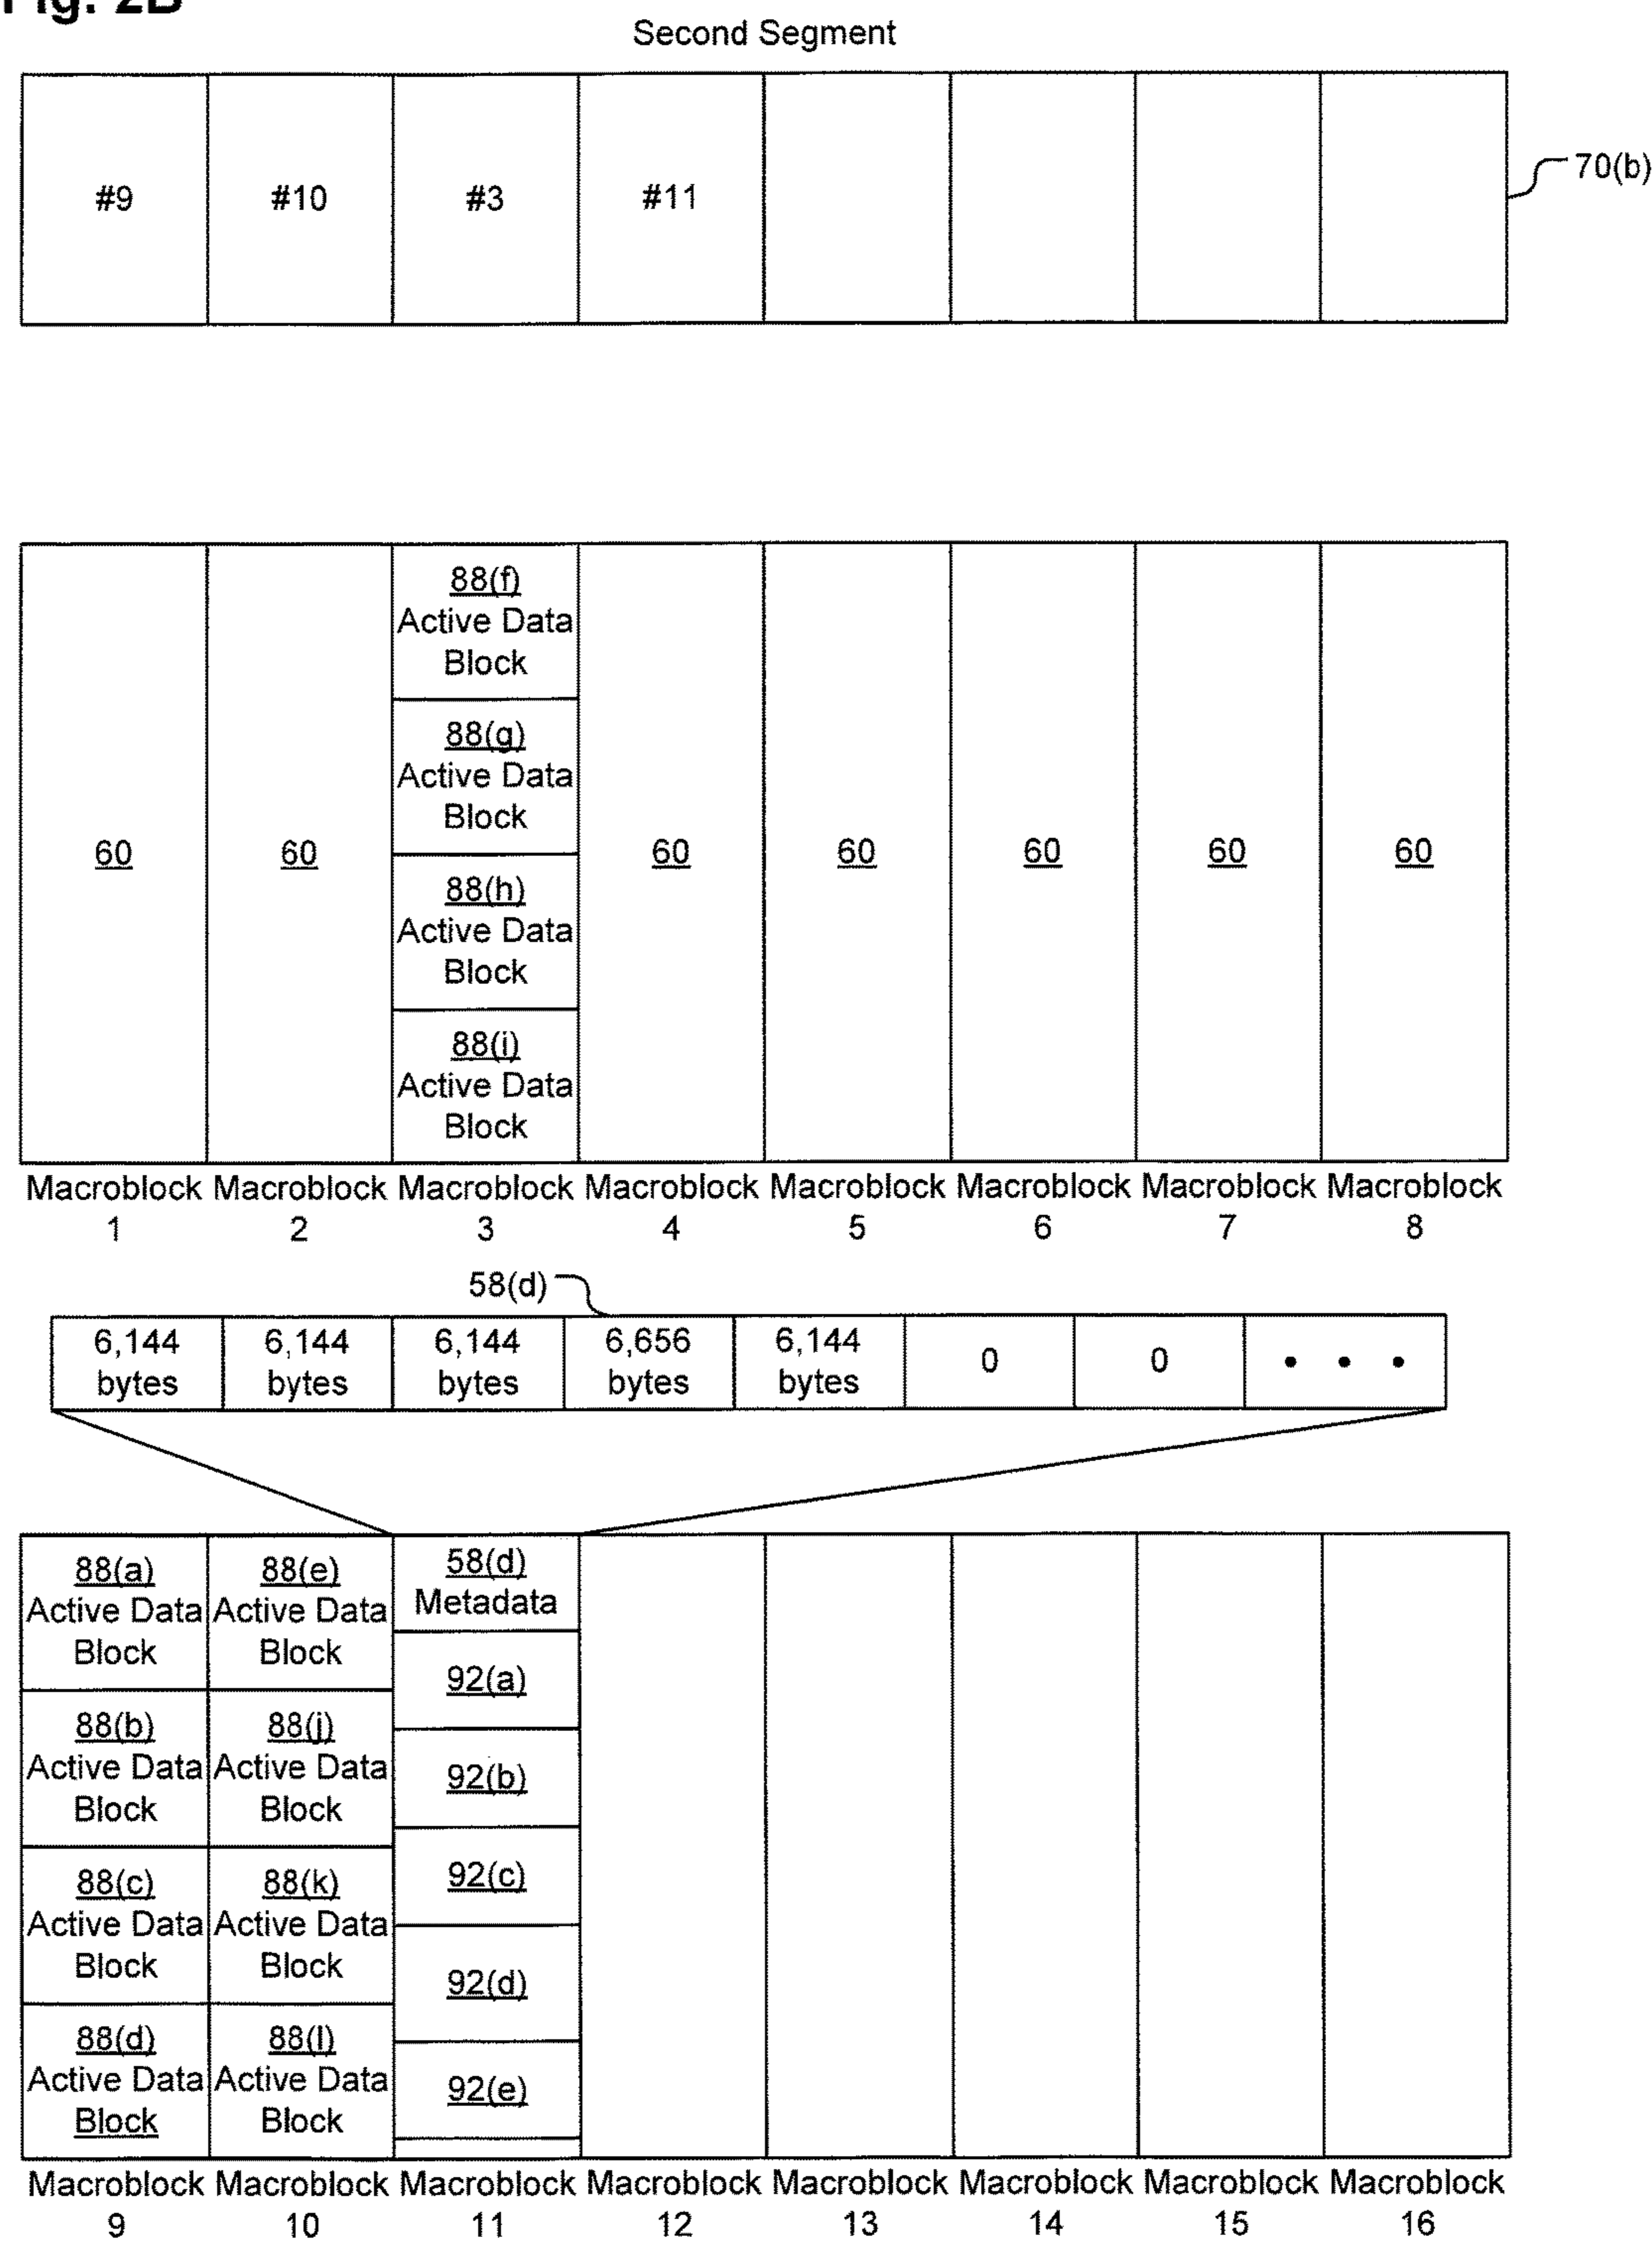 Fig. 2B
Second Segment
#9 #10 #3 #11
70(b)
88(f)
Active Data
Block
88(g)
Active Data
Block
88(h)
Active Data
Block
88(i)
Active Data
Block
60 60 60 60 60 60 60
Macroblock Macroblock Macroblock Macroblock Macroblock Macroblock Macroblock Macroblock
1 2 3 4 5 6 7 8
58(d)
6,144 6,144 6,144 6,656 6,144 0 0 • • •
bytes bytes bytes bytes bytes
88(a)
Active Data
Block
88(b)
Active Data
Block
88(c)
Active Data
Block
88(d)
Active Data
Block
88(e)
Active Data
Block
88(j)
Active Data
Block
88(k)
Active Data
Block
88(l)
Active Data
Block
58(d)
Metadata
92(a)
92(b)
92(c)
92(d)
92(e)
Macroblock Macroblock Macroblock Macroblock Macroblock Macroblock Macroblock Macroblock
9 10 11 12 13 14 15 16